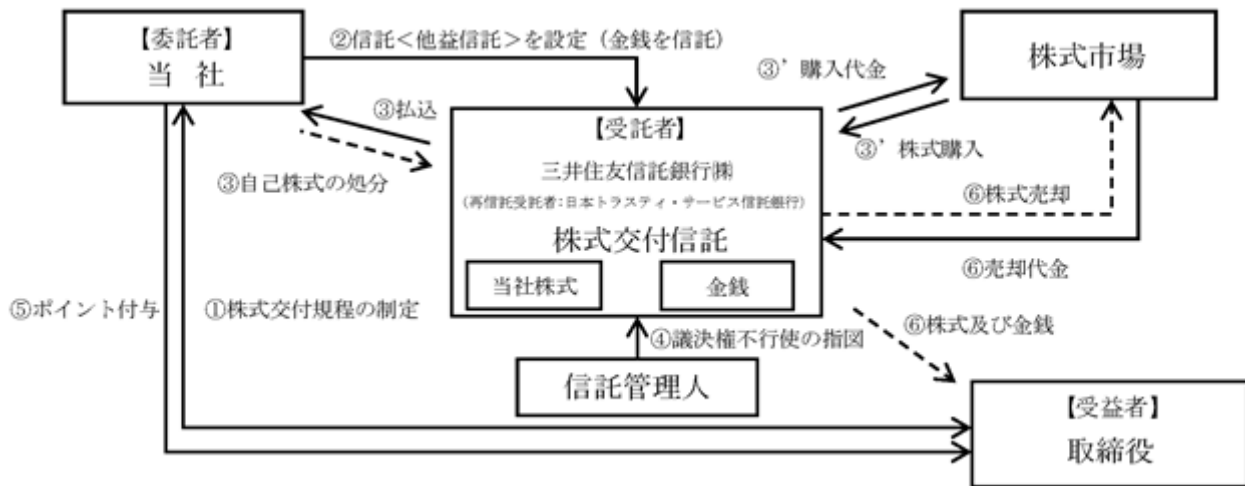 【委託者】
当 社
②信託<他益信託>を設定（金銭を信託）
株式市場
③’購入代金
③払込
【受託者】
③’株式購入
③自己株式の処分
三井住友信託銀行㈱
(再信託受託者:日本トラスティ・サービス信託銀行)
⑥株式売却
株式交付信託
当社株式
金銭
⑥売却代金
⑤ポイント付与
①株式交付規程の制定
④議決権不行使の指図
⑥株式及び金銭
信託管理人
【受益者】
取締役